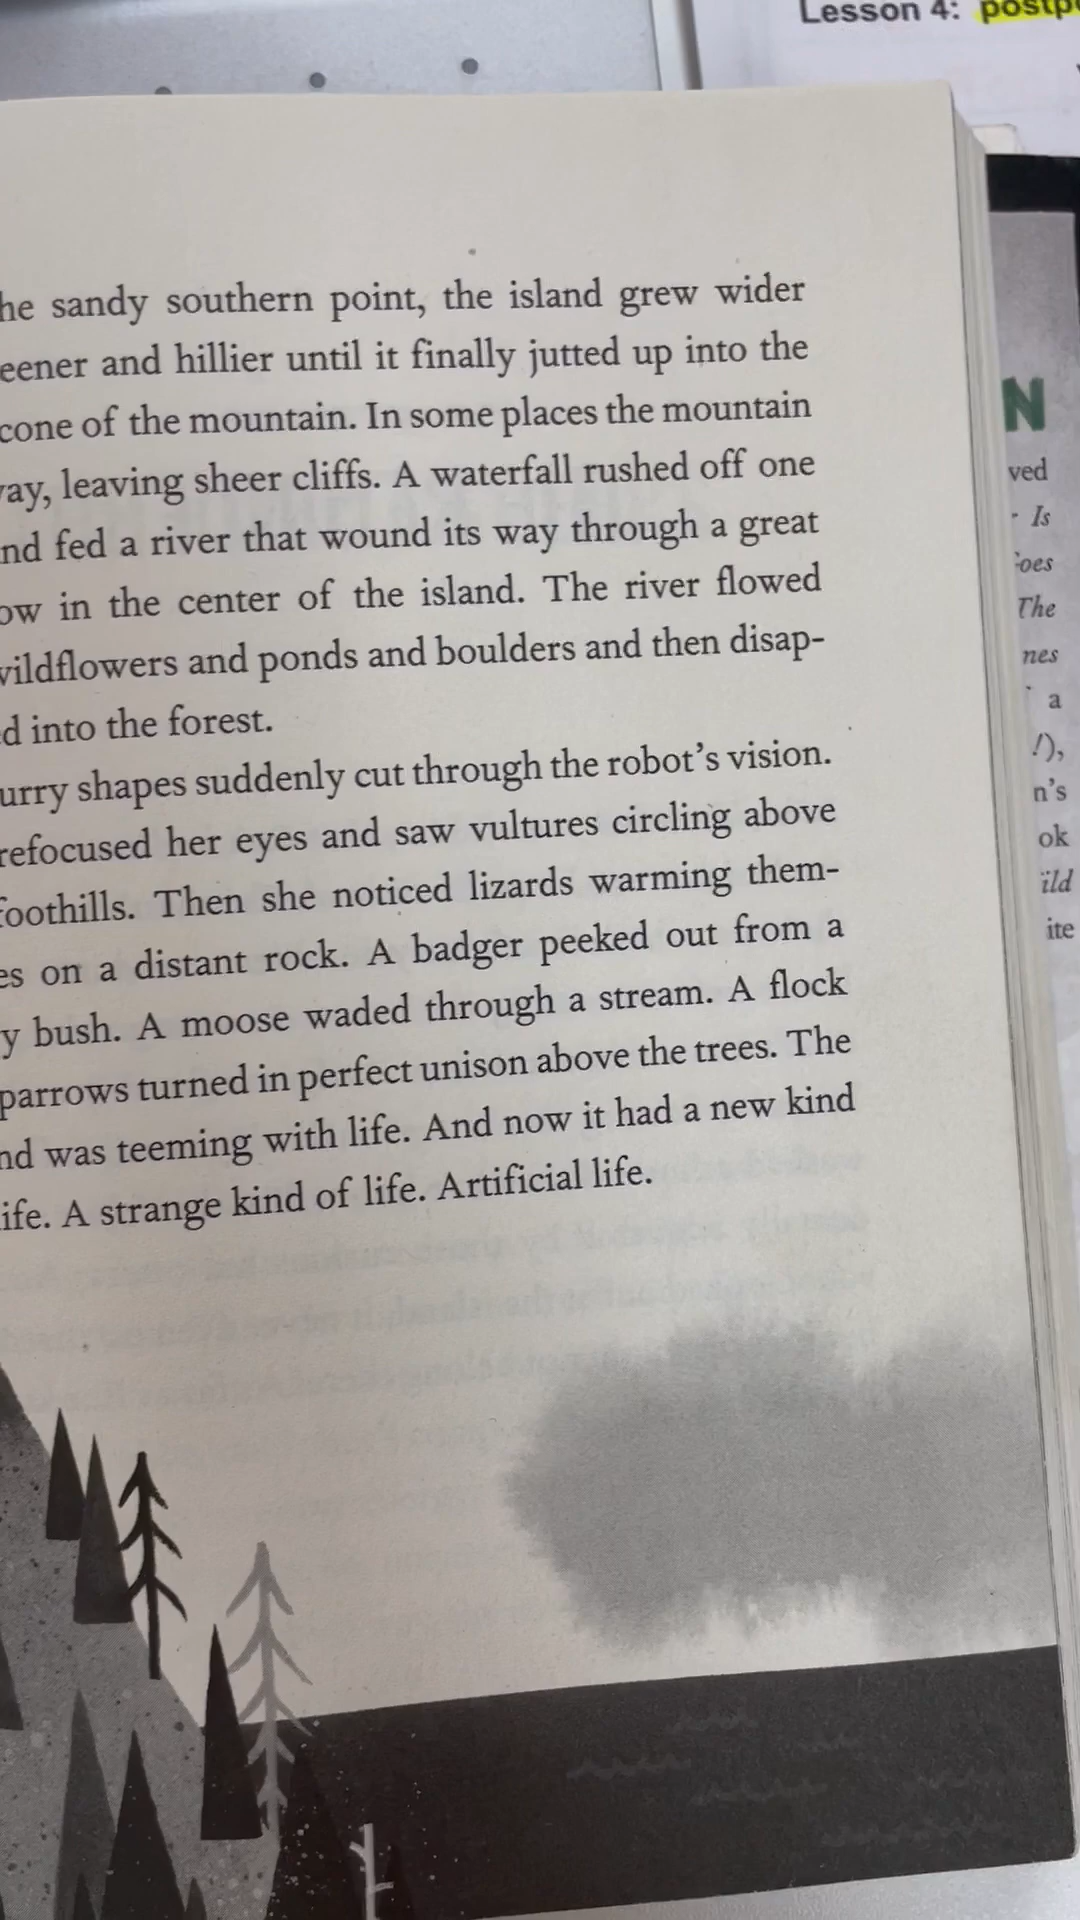 Lesson 4: postp
he sandy southern point, the island grew wider
eener and hillier until it finally jutted up into the
cone of the mountain. In some places the mountain
ay, leaving sheer cliffs. A waterfall rushed off one
nd fed a river that wound its way through a great
ow in the center of the island. The river flowed
wildflowers and ponds and boulders and then disap-
d into the forest.
urry shapes suddenly cut through the robot's vision.
refocused her eyes and saw vultures circling above
foothills. Then she noticed lizards warming them-
es on a distant rock. A badger peeked out from a
y bush. A moose waded through a stream. A flock
parrows turned in perfect unison above the trees. The
nd was teeming with life. And now it had a new kind
ife. A strange kind of life. Artificial life.
N
ved
Is
oes
The
nes
a
!),
n's
ok
ild
ite